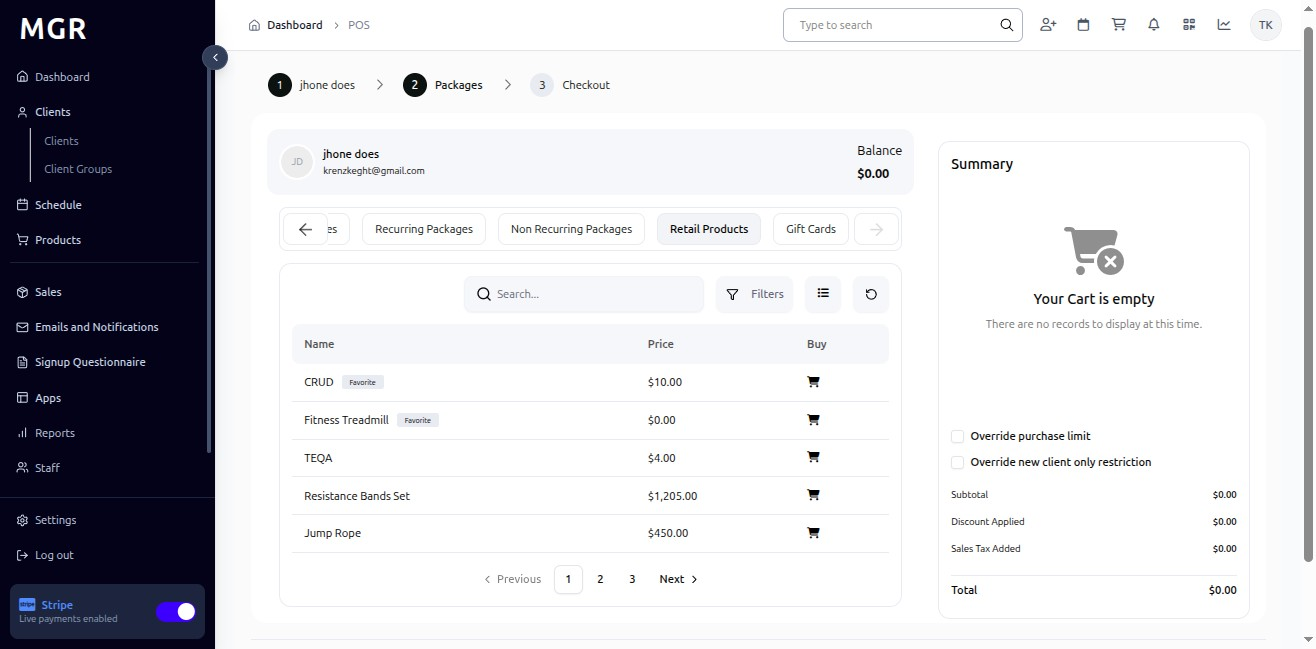 MGR
Dashboard
Clients
Clients
Client Groups
Schedule
Products
Sales
Emails and Notifications
Signup Questionnaire
Apps
Reports
Staff
Settings
Log out
stripe Stripe
Live payments enabled
Dashboard POS
Type to search
TK
1 jhone does 2 Packages 3 Checkout
JD
jhone does
krenzkeght@gmail.com
Balance
$0.00
es Recurring Packages Non Recurring Packages Retail Products Gift Cards
Search... Filters
Name Price Buy
CRUD Favorite $10.00
Fitness Treadmill Favorite $0.00
TEQA $4.00
Resistance Bands Set $1,205.00
Jump Rope $450.00
Previous 1 2 3 Next
Summary
Your Cart is empty
There are no records to display at this time.
Override purchase limit
Override new client only restriction
Subtotal $0.00
Discount Applied $0.00
Sales Tax Added $0.00
Total $0.00